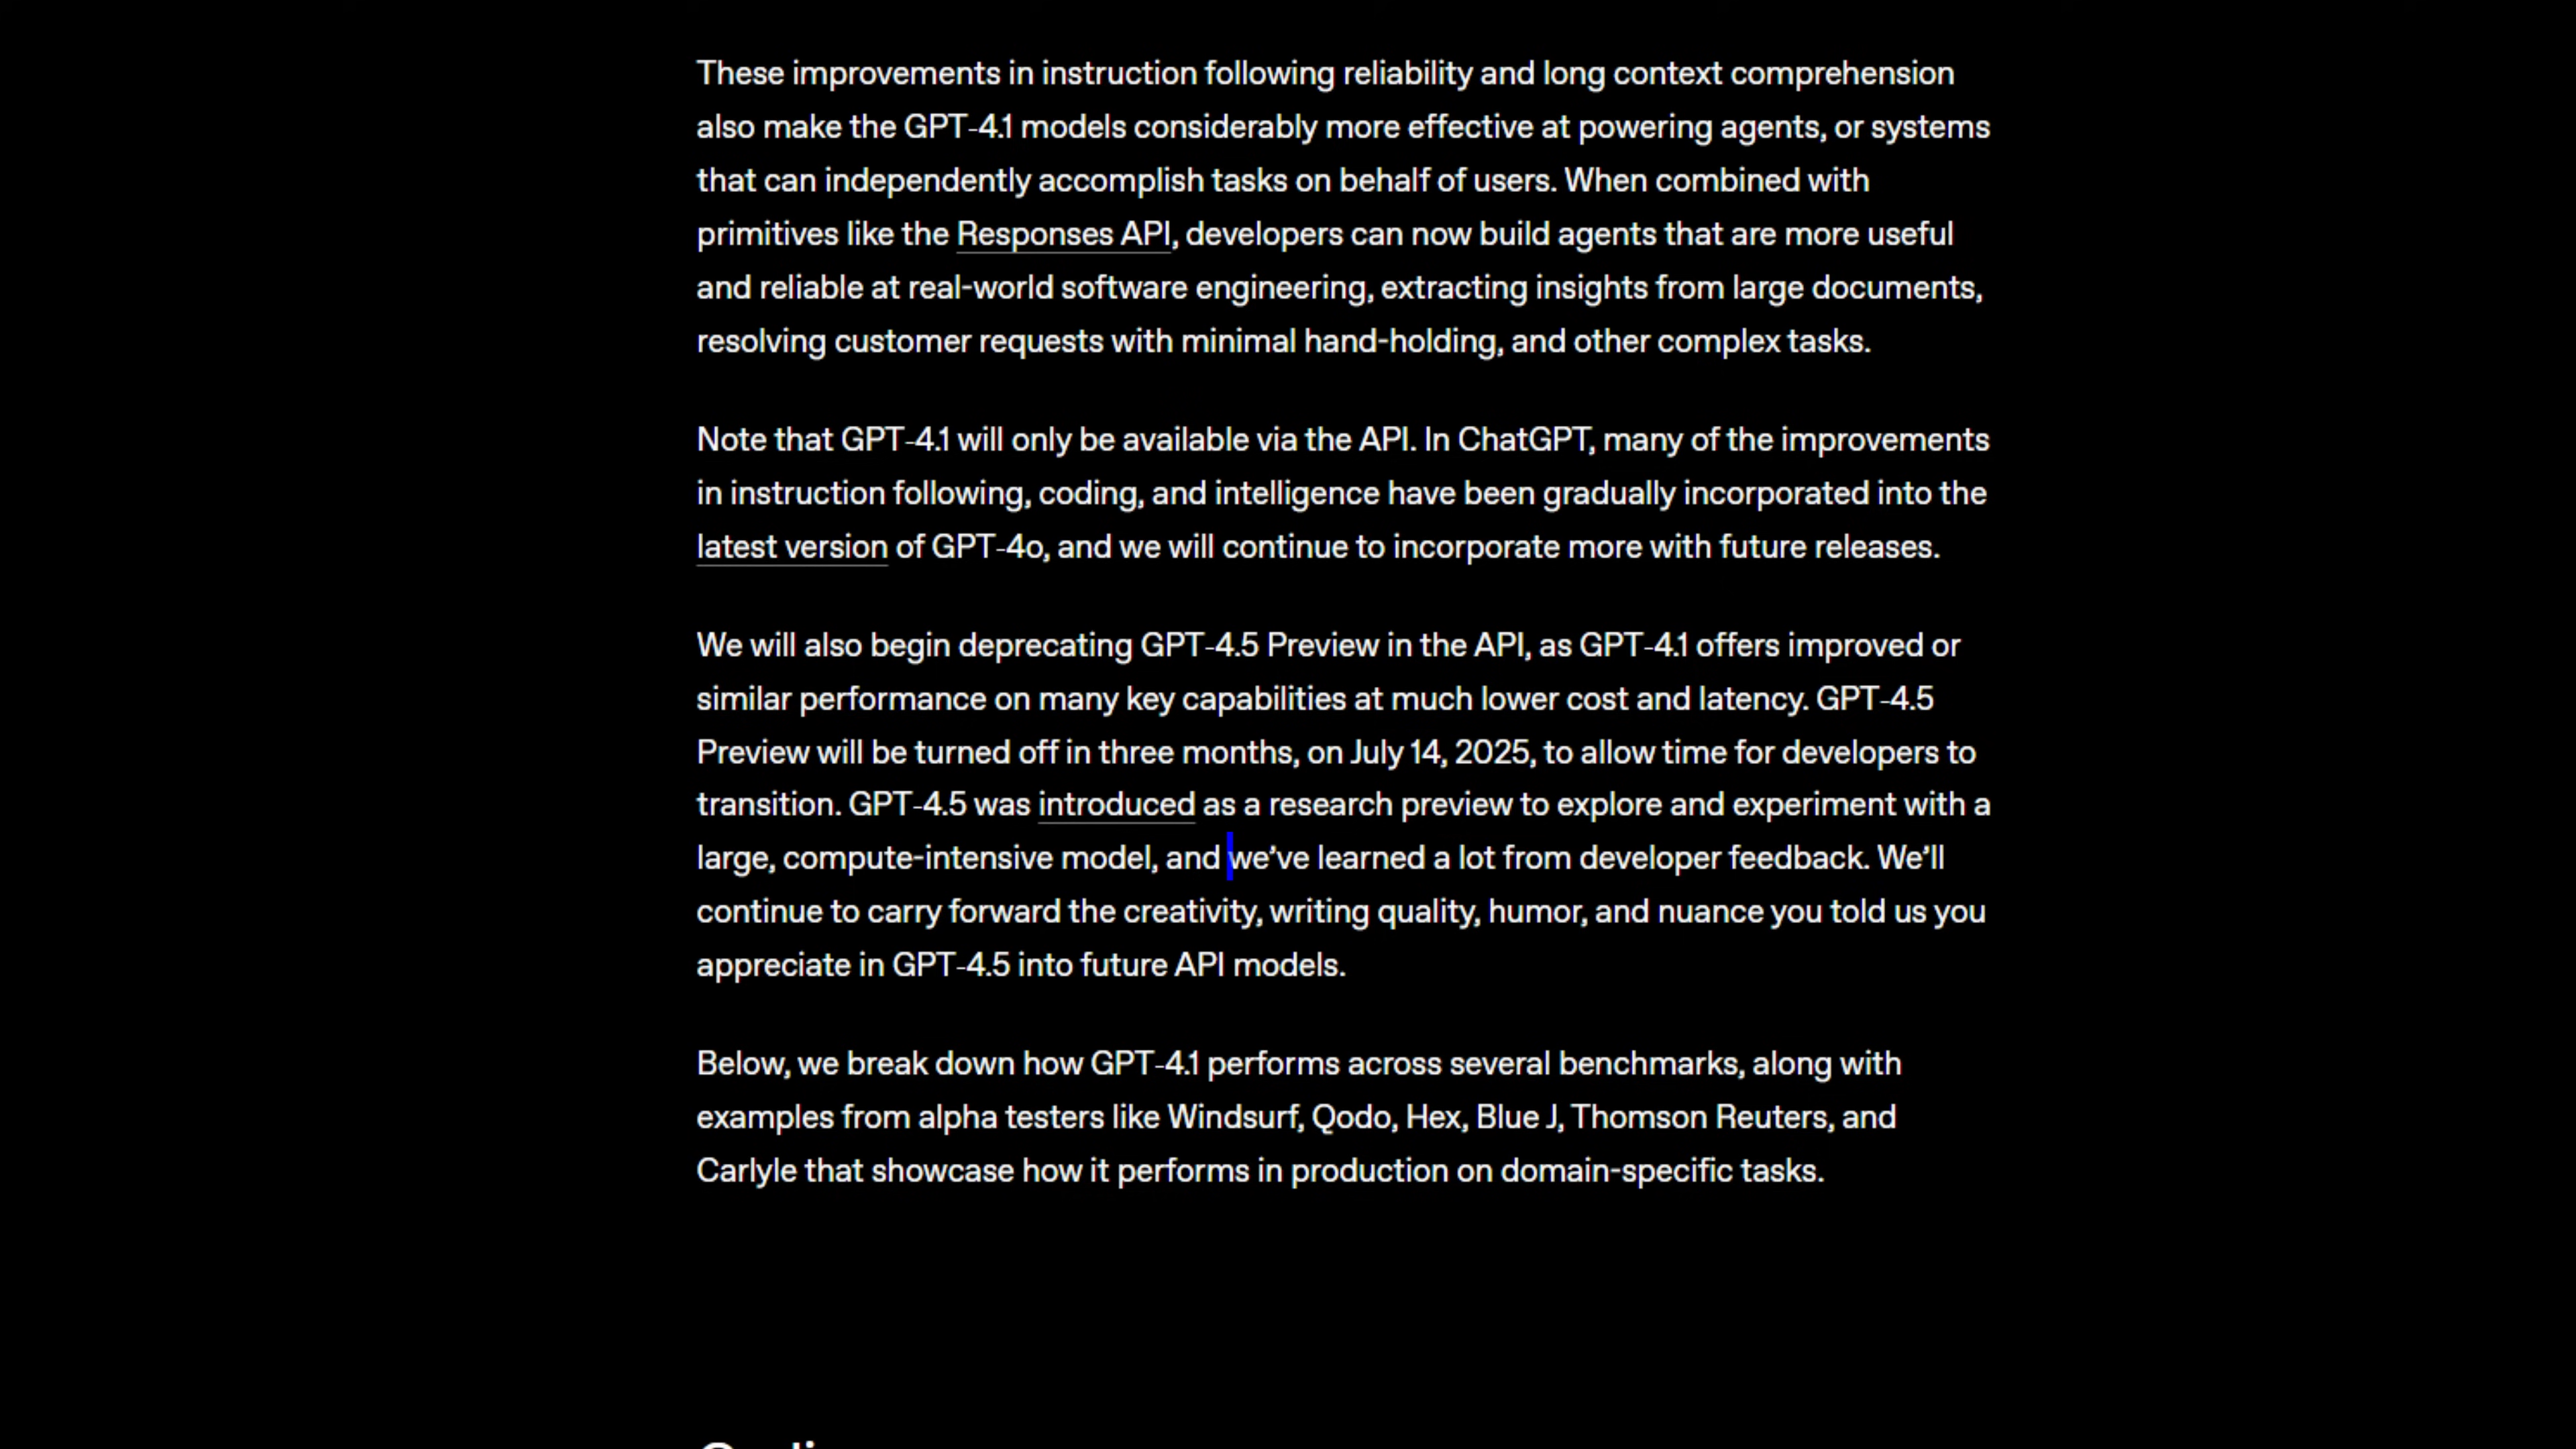 These improvements in instruction following reliability and long context comprehension
also make the GPT-4.1 models considerably more effective at powering agents, or systems
that can independently accomplish tasks on behalf of users. When combined with
primitives like the Responses API, developers can now build agents that are more useful
and reliable at real-world software engineering, extracting insights from large documents,
resolving customer requests with minimal hand-holding, and other complex tasks.
Note that GPT-4.1 will only be available via the API. In ChatGPT, many of the improvements
in instruction following, coding, and intelligence have been gradually incorporated into the
latest version of GPT-4o, and we will continue to incorporate more with future releases.
We will also begin deprecating GPT-4.5 Preview in the API, as GPT-4.1 offers improved or
similar performance on many key capabilities at much lower cost and latency. GPT-4.5
Preview will be turned off in three months, on July 14, 2025, to allow time for developers to
transition. GPT-4.5 was introduced as a research preview to explore and experiment with a
large, compute-intensive model, and we’ve learned a lot from developer feedback. We’ll
continue to carry forward the creativity, writing quality, humor, and nuance you told us you
appreciate in GPT-4.5 into future API models.
Below, we break down how GPT-4.1 performs across several benchmarks, along with
examples from alpha testers like Windsurf, Qodo, Hex, Blue J, Thomson Reuters, and
Carlyle that showcase how it performs in production on domain-specific tasks.